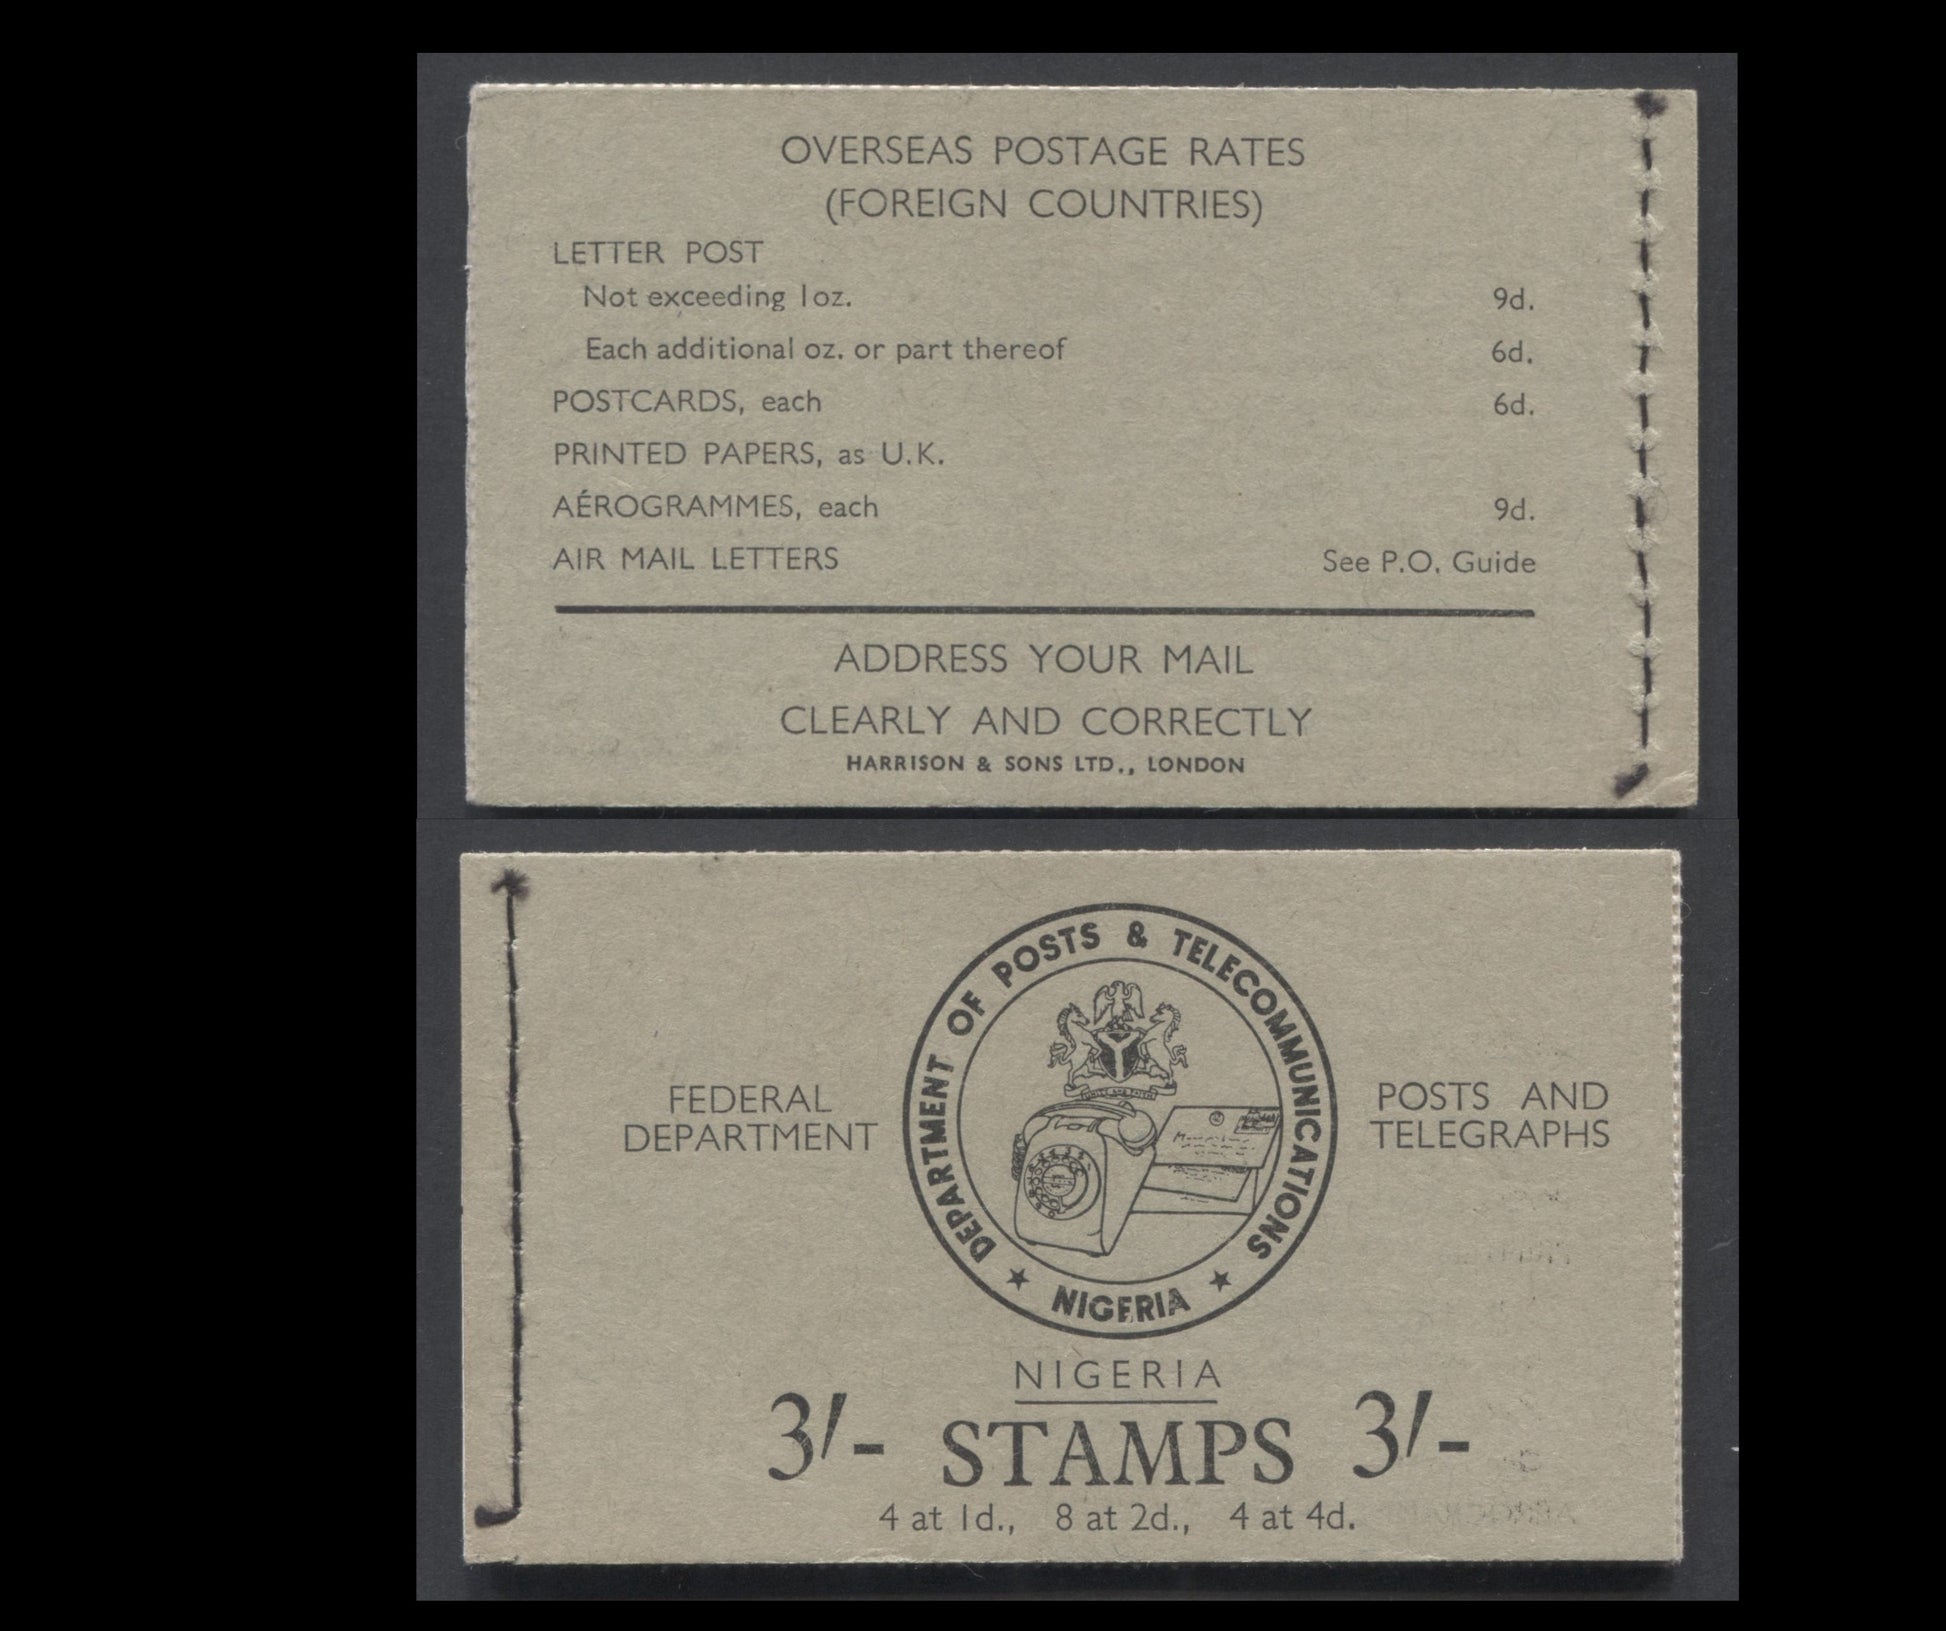 OVERSEAS POSTAGE RATES
(FOREIGN COUNTRIES)
LETTER POST
Not exceeding 1oz. 9d.
Each additional oz. or part thereof 6d.
POSTCARDS, each 6d.
PRINTED PAPERS, as U.K.
AÉROGRAMMES, each 9d.
AIR MAIL LETTERS See P.O. Guide
ADDRESS YOUR MAIL
CLEARLY AND CORRECTLY
HARRISON & SONS LTD., LONDON
DEPARTMENT OF POSTS & TELECOMMUNICATIONS
★ NIGERIA ★
FEDERAL
DEPARTMENT
POSTS AND
TELEGRAPHS
NIGERIA
3/- STAMPS 3/-
4 at 1d., 8 at 2d., 4 at 4d.